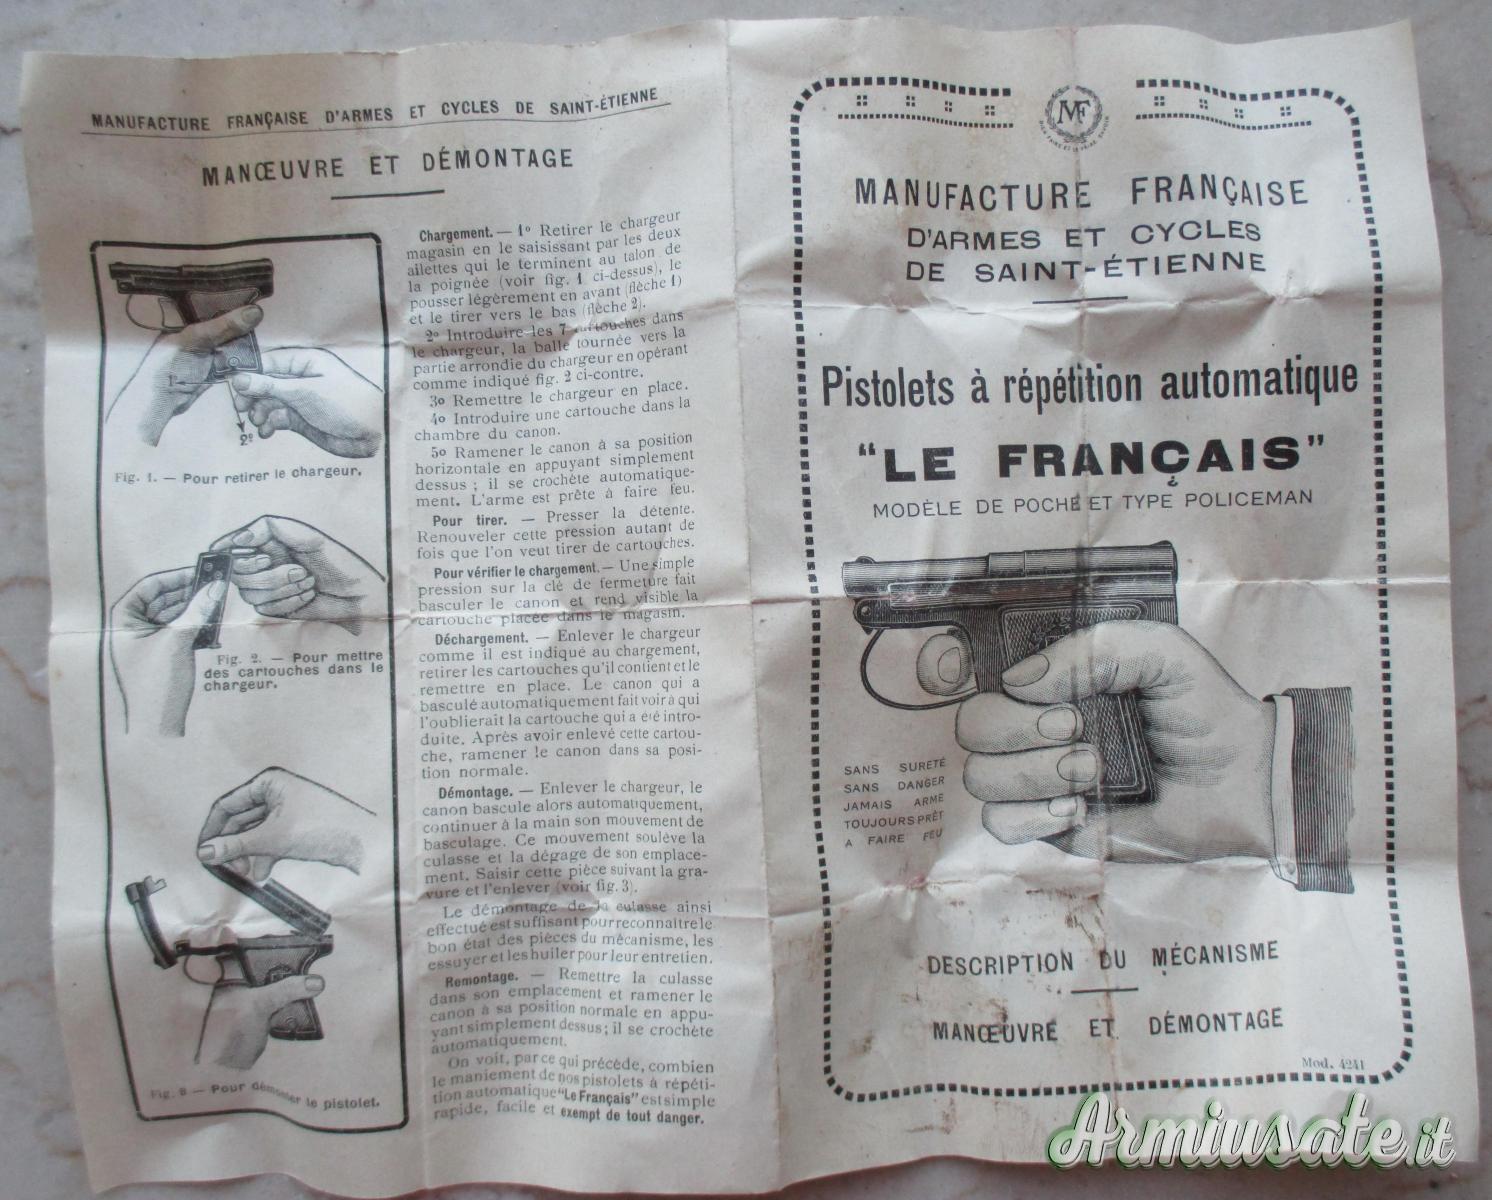 MANUFACTURE FRANÇAISE D'ARMES ET CYCLES DE SAINT-ÉTIENNE
MANŒUVRE ET DÉMONTAGE
1º
2º
Fig. 1. — Pour retirer le chargeur.
Fig. 2. — Pour mettre
des cartouches dans le
chargeur.
Fig. 3 — Pour démonter le pistolet.
Chargement. — 1º Retirer le chargeur
magasin en le saisissant par les deux
ailettes qui le terminent au talon de
la poignée (voir fig. 1 ci-dessus), le
pousser légèrement en avant (flèche 1)
et le tirer vers le bas (flèche 2).
2º Introduire les 7 cartouches dans
le chargeur, la balle tournée vers la
partie arrondie du chargeur en opérant
comme indiqué fig. 2 ci-contre.
3º Remettre le chargeur en place.
4º Introduire une cartouche dans la
chambre du canon.
5º Ramener le canon à sa position
horizontale en appuyant simplement
dessus ; il se crochète automatique-
ment. L'arme est prête à faire feu.
Pour tirer. — Presser la détente.
Renouveler cette pression autant de
fois que l'on veut tirer de cartouches.
Pour vérifier le chargement. — Une simple
pression sur la clé de fermeture fait
basculer le canon et rend visible la
cartouche placée dans le magasin.
Déchargement. — Enlever le chargeur
comme il est indiqué au chargement,
retirer les cartouches qu'il contient et le
remettre en place. Le canon qui a
basculé automatiquement fait voir à qui
l'oublierait la cartouche qui a été intro-
duite. Après avoir enlevé cette cartou-
che, ramener le canon dans sa posi-
tion normale.
Démontage. — Enlever le chargeur, le
canon bascule alors automatiquement,
continuer à la main son mouvement de
basculage. Ce mouvement soulève la
culasse et la dégage de son emplace-
ment. Saisir cette pièce suivant la gra-
vure et l'enlever (voir fig. 3).
Le démontage de la culasse ainsi
effectué est suffisant pour reconnaître le
bon état des pièces du mécanisme, les
essuyer et les huiler pour leur entretien.
Remontage. — Remettre la culasse
dans son emplacement et ramener le
canon à sa position normale en appu-
yant simplement dessus ; il se crochète
automatiquement.
On voit, par ce qui précède, combien
le maniement de nos pistolets à répéti-
tion automatique "Le Français" est simple
rapide, facile et exempt de tout danger.
MF
MANUFACTURE FRANÇAISE
D'ARMES ET CYCLES
DE SAINT-ÉTIENNE
Pistolets à répétition automatique
"LE FRANÇAIS"
MODÈLE DE POCHE ET TYPE POLICEMAN
SANS SURETÉ
SANS DANGER
JAMAIS ARMÉ
TOUJOURS PRÊT
A FAIRE FEU
DESCRIPTION DU MÉCANISME
MANŒUVRE ET DÉMONTAGE
Mod. 4241
Armiusate.it